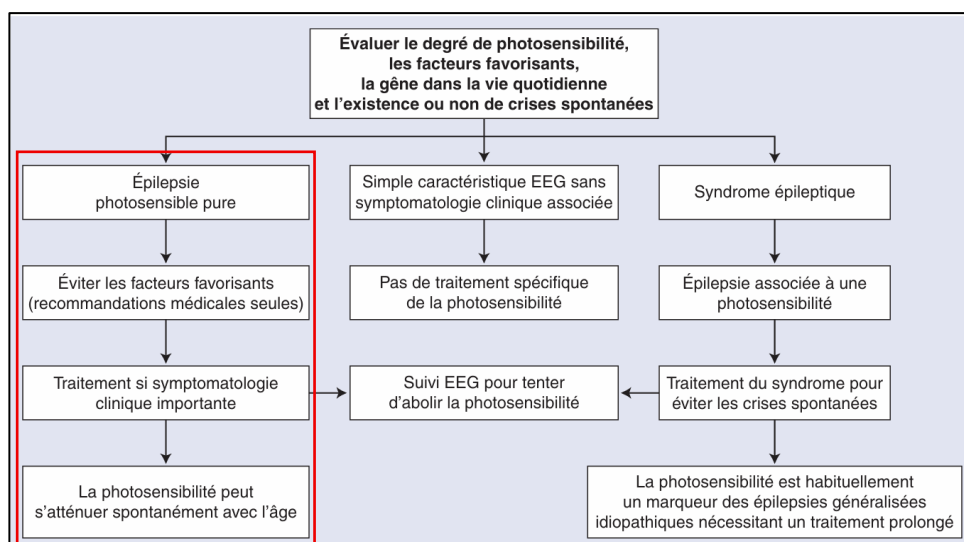 Évaluer le degré de photosensibilité,
les facteurs favorisants,
la gêne dans la vie quotidienne
et l'existence ou non de crises spontanées
Épilepsie
photosensible pure
Simple caractéristique EEG sans
symptomatologie clinique associée
Syndrome épileptique
Éviter les facteurs favorisants
(recommandations médicales seules)
Pas de traitement spécifique
de la photosensibilité
Épilepsie associée à une
photosensibilité
Traitement si symptomatologie
clinique importante
Suivi EEG pour tenter
d'abolir la photosensibilité
Traitement du syndrome pour
éviter les crises spontanées
La photosensibilité peut
s'atténuer spontanément avec l'âge
La photosensibilité est habituellement
un marqueur des épilepsies généralisées
idiopathiques nécessitant un traitement prolongé